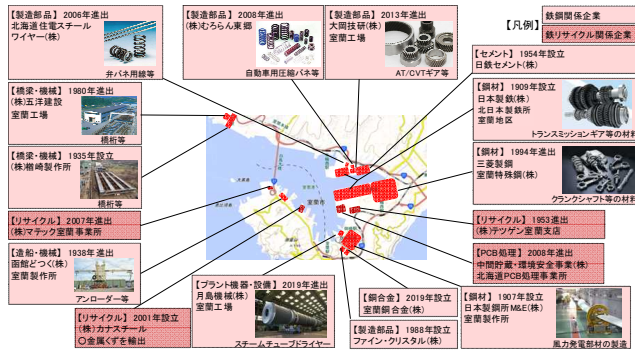 【製造部品】2006年進出
北海道住電スチール
ワイヤー(株)
弁バネ用線等
【製造部品】2008年進出
(株)むろらん東郷
自動車用圧縮バネ等
【製造部品】2013年進出
大岡技研(株)
室蘭工場
AT/CVTギア等
【凡例】
鉄鋼関係企業
鉄リサイクル関係企業
【セメント】1954年設立
日鉄セメント(株)
【橋梁・機械】1980年進出
(株)五洋建設
室蘭工場
橋桁等
【鋼材】1909年設立
日本製鉄(株)
北日本製鉄所
室蘭地区
トランスミッションギア等の材料
【橋梁・機械】1935年設立
(株)楢崎製作所
橋桁等
【鋼材】1994年進出
三菱製鋼
室蘭特殊鋼(株)
クランクシャフト等の材料
室蘭市
【リサイクル】2007年進出
(株)マテック室蘭事業所
【リサイクル】1953進出
(株)テツゲン室蘭支店
【造船・機械】1938年進出
函館どつく(株)
室蘭製作所
アンローダー等
【PCB処理】2008年進出
中間貯蔵・環境安全事業(株)
北海道PCB処理事業所
【プラント機器・設備】2019年進出
月島機械(株)
室蘭工場
スチームチューブドライヤー
【銅合金】2019年設立
室蘭銅合金(株)
【鋼材】1907年設立
日本製鋼所M&E(株)
室蘭製作所
風力発電部材の製造
【リサイクル】2001年設立
(株)カナスチール
○金属くずを輸出
【製造部品】1988年設立
ファイン・クリスタル(株)